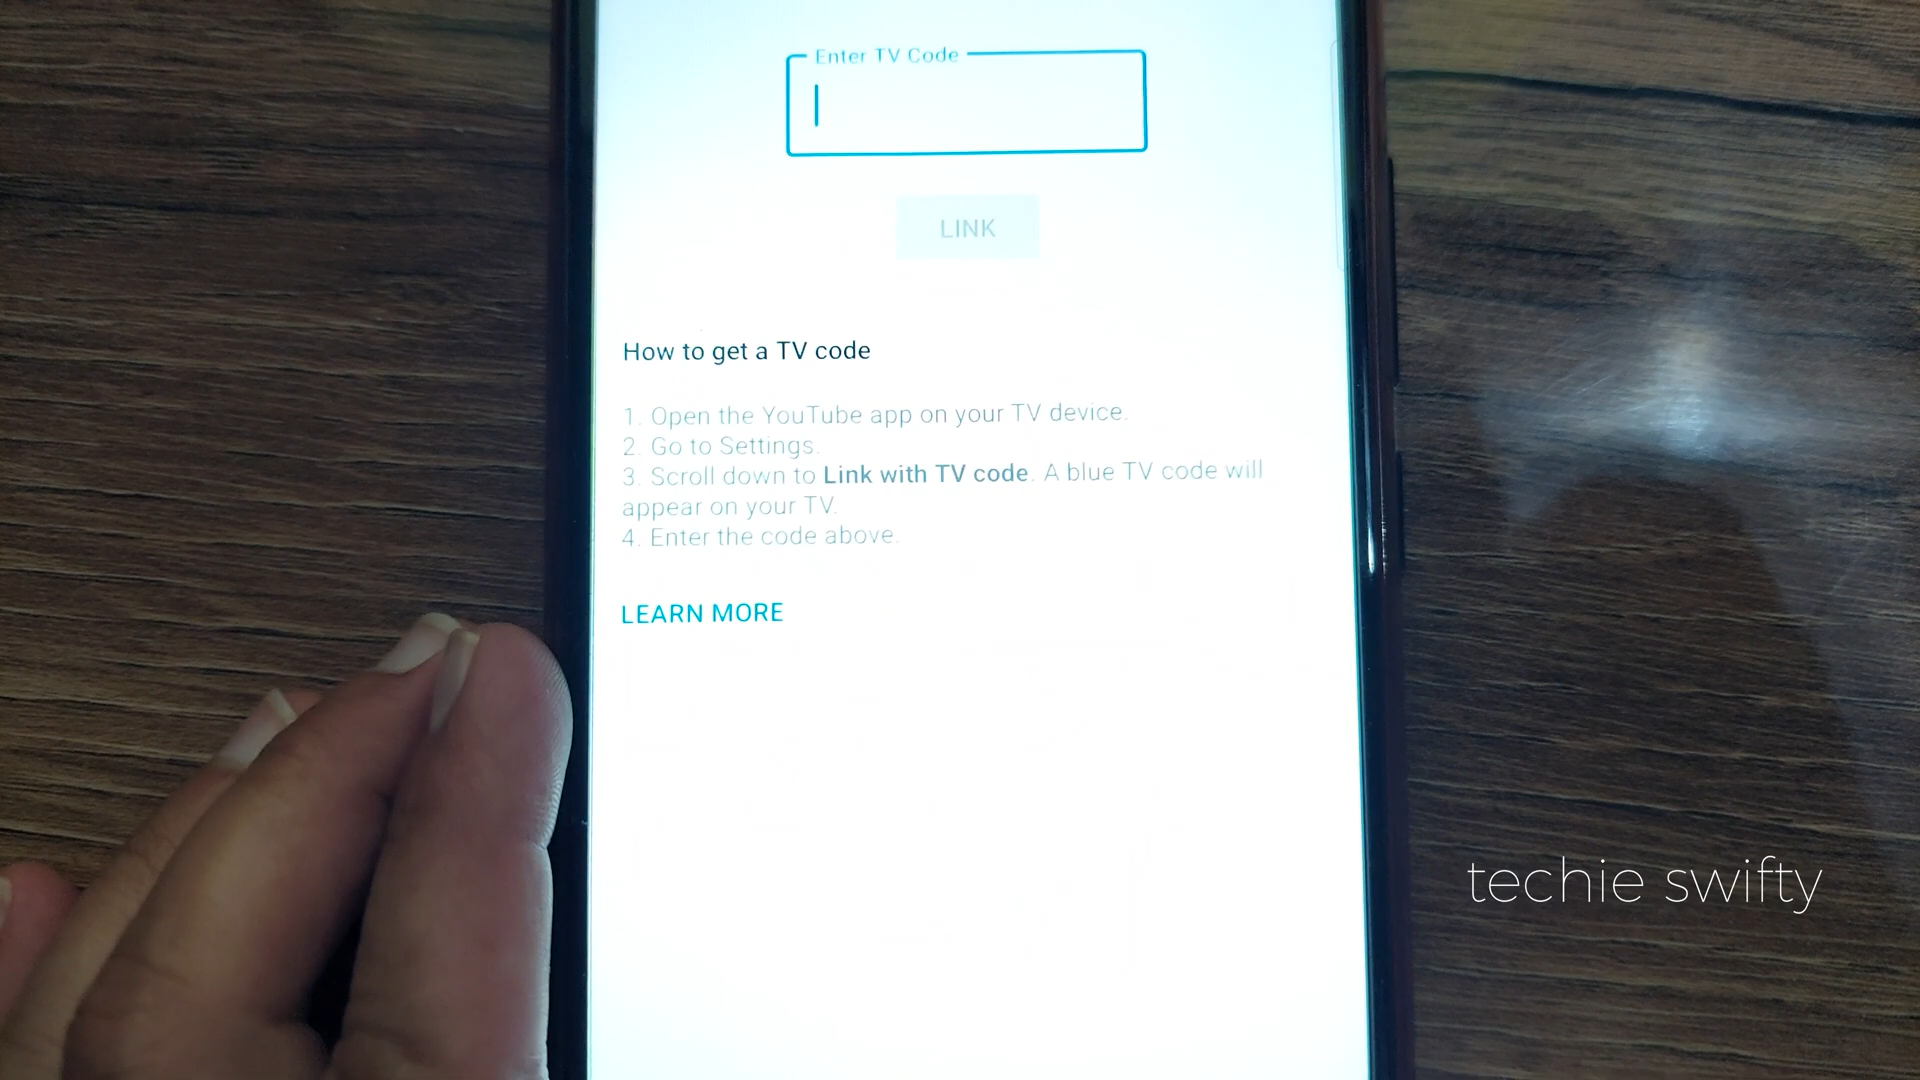 Enter TV Code
LINK
How to get a TV code
1. Open the YouTube app on your TV device.
2. Go to Settings.
3. Scroll down to Link with TV code. A blue TV code will
appear on your TV.
4. Enter the code above.
LEARN MORE
techie swifty